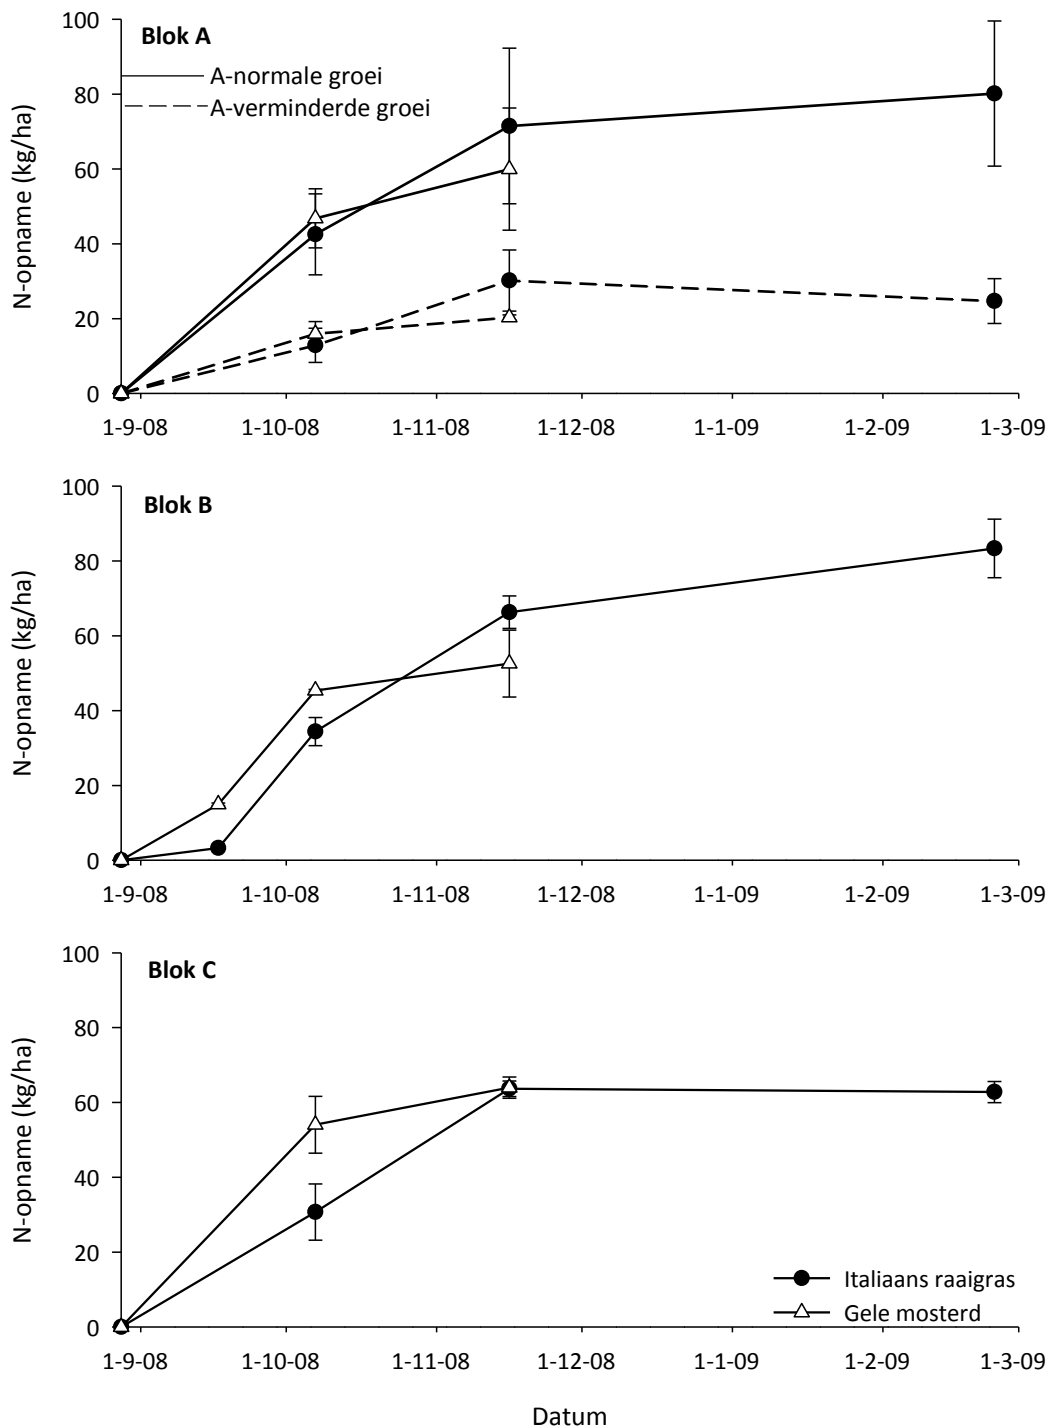 Blok A
A-normale groei
A-verminderde groei
N-opname (kg/ha)
100
80
60
40
20
0
1-9-08 1-10-08 1-11-08 1-12-08 1-1-09 1-2-09 1-3-09
Blok B
N-opname (kg/ha)
100
80
60
40
20
0
1-9-08 1-10-08 1-11-08 1-12-08 1-1-09 1-2-09 1-3-09
Blok C
N-opname (kg/ha)
100
80
60
40
20
0
Italiaans raaigras
Gele mosterd
1-9-08 1-10-08 1-11-08 1-12-08 1-1-09 1-2-09 1-3-09
Datum